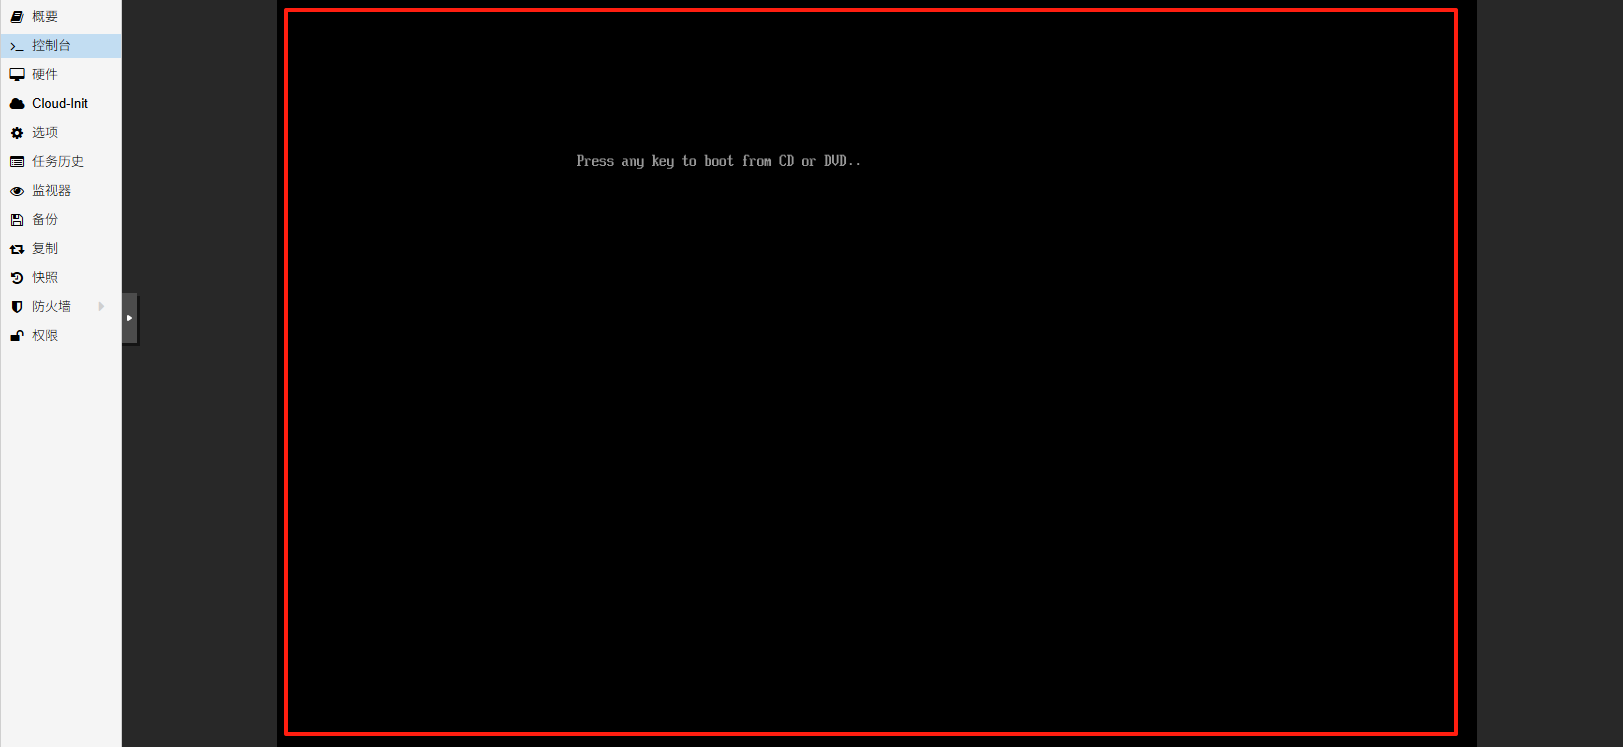 概要
控制台
硬件
Cloud-Init
选项
任务历史
监视器
备份
复制
快照
防火墙
权限
Press any key to boot from CD or DVD..